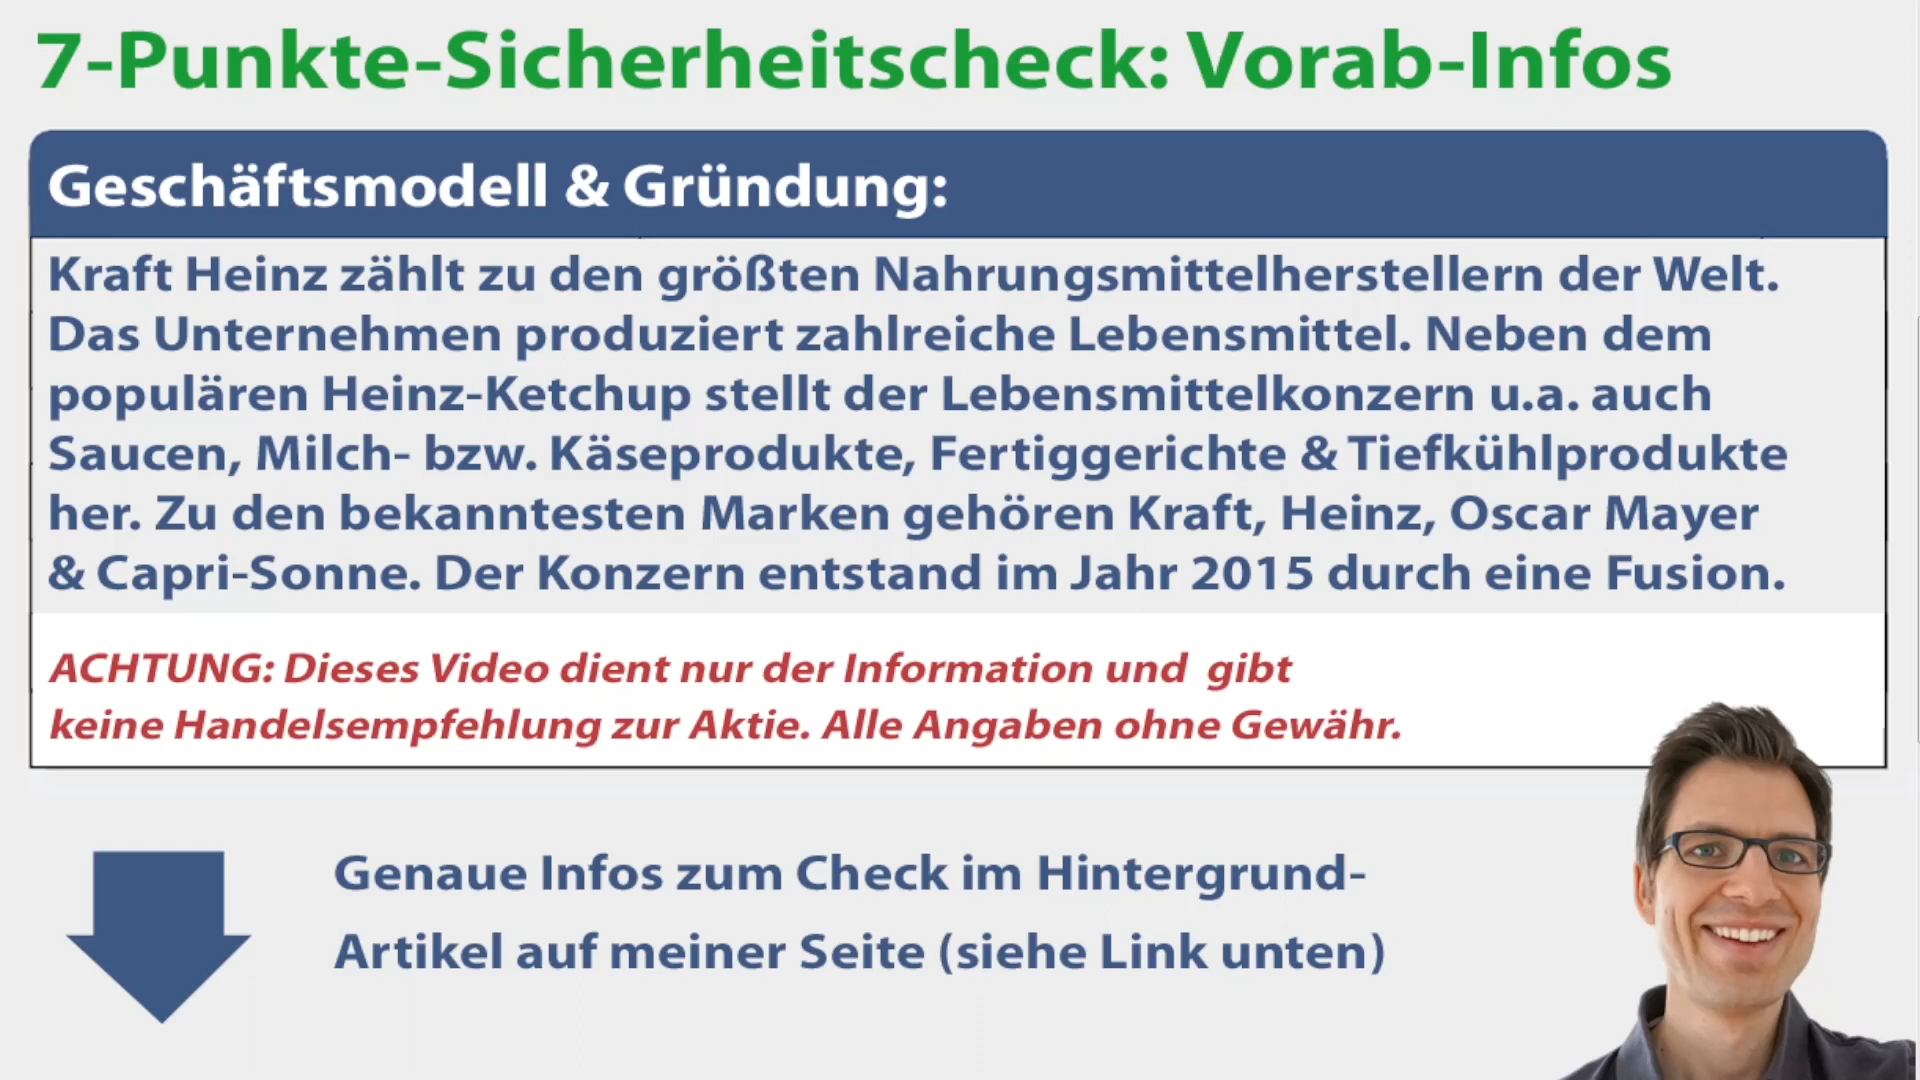 7-Punkte-Sicherheitscheck: Vorab-Infos
Geschäftsmodell & Gründung:
Kraft Heinz zählt zu den größten Nahrungsmittelherstellern der Welt.
Das Unternehmen produziert zahlreiche Lebensmittel. Neben dem
populären Heinz-Ketchup stellt der Lebensmittelkonzern u.a. auch
Saucen, Milch- bzw. Käseprodukte, Fertiggerichte & Tiefkühlprodukte
her. Zu den bekanntesten Marken gehören Kraft, Heinz, Oscar Mayer
& Capri-Sonne. Der Konzern entstand im Jahr 2015 durch eine Fusion.
ACHTUNG: Dieses Video dient nur der Information und gibt
keine Handelsempfehlung zur Aktie. Alle Angaben ohne Gewähr.
Genaue Infos zum Check im Hintergrund-
Artikel auf meiner Seite (siehe Link unten)